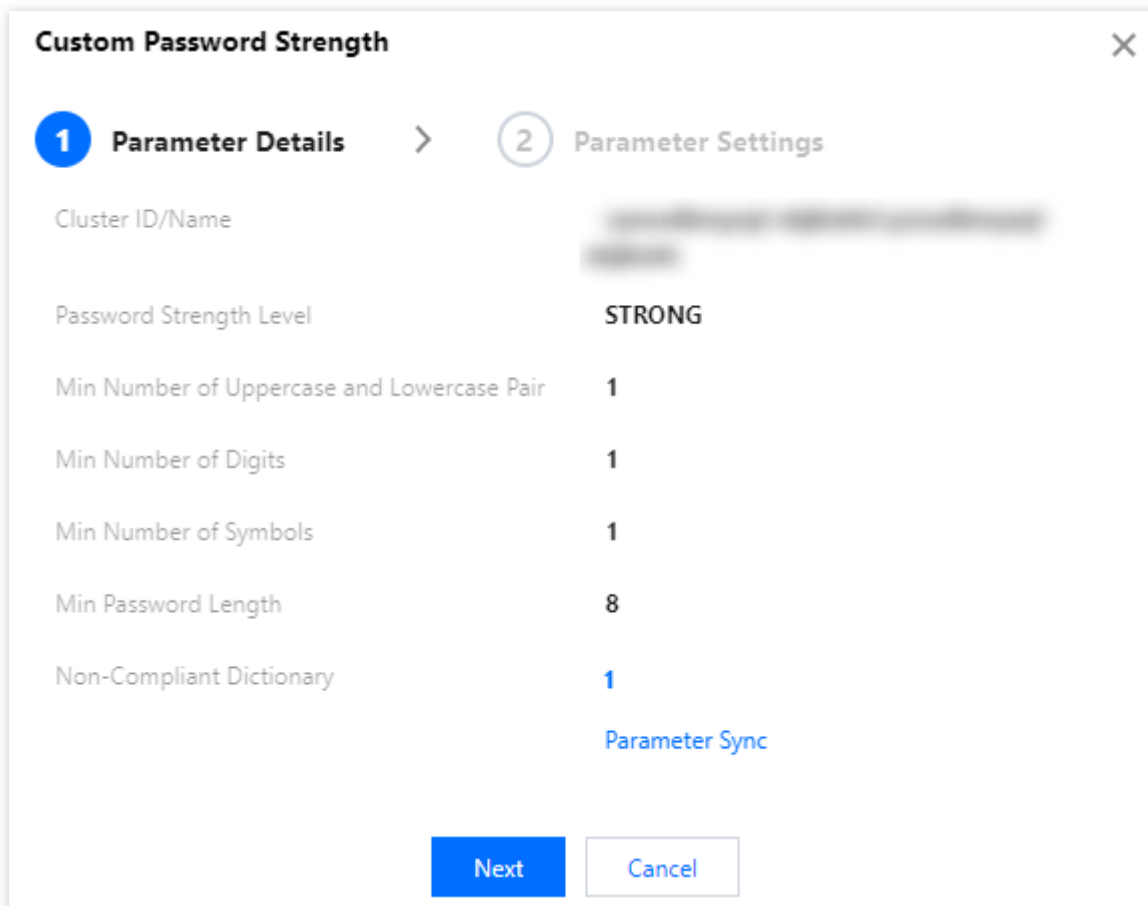 Custom Password Strength
1 Parameter Details > 2 Parameter Settings
Cluster ID/Name
Password Strength Level STRONG
Min Number of Uppercase and Lowercase Pair 1
Min Number of Digits 1
Min Number of Symbols 1
Min Password Length 8
Non-Compliant Dictionary 1
Parameter Sync
Next Cancel